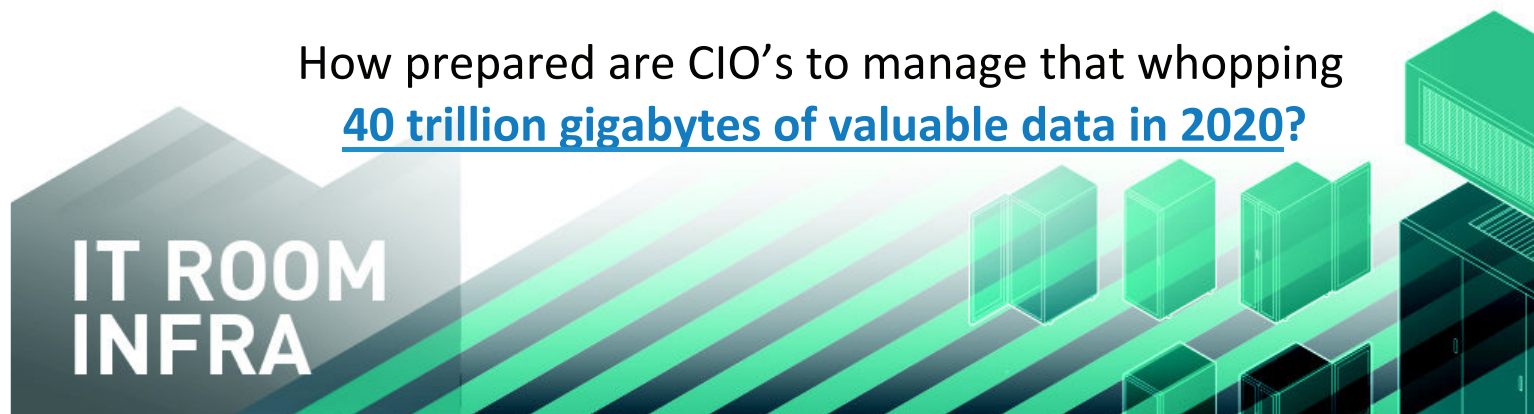 How prepared are CIO’s to manage that whopping
40 trillion gigabytes of valuable data in 2020?
IT ROOM
INFRA